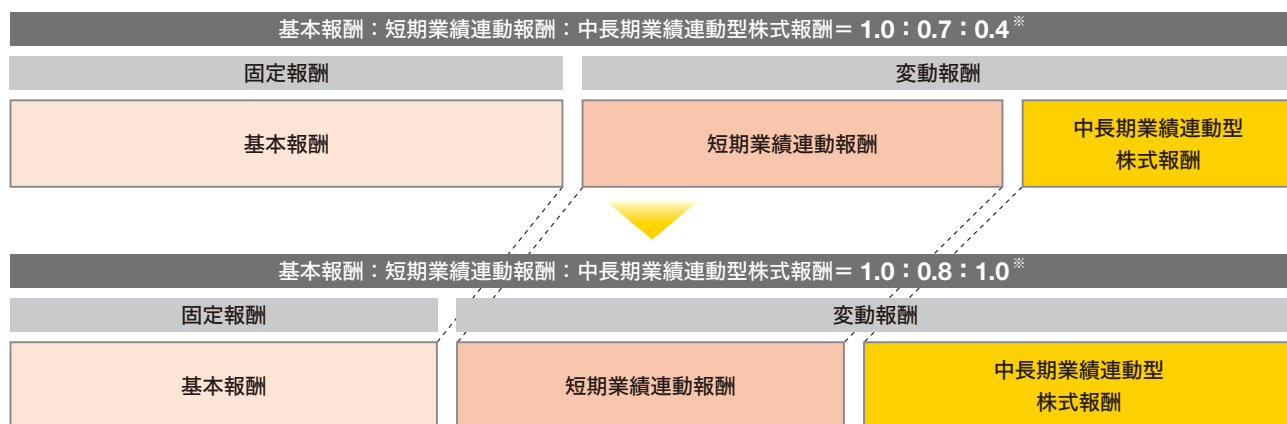 基本報酬：短期業績連動報酬：中長期業績連動型株式報酬＝ 1.0：0.7：0.4※
固定報酬
変動報酬
基本報酬
短期業績連動報酬
中長期業績連動型
株式報酬
基本報酬：短期業績連動報酬：中長期業績連動型株式報酬＝ 1.0：0.8：1.0※
固定報酬
変動報酬
基本報酬
短期業績連動報酬
中長期業績連動型
株式報酬